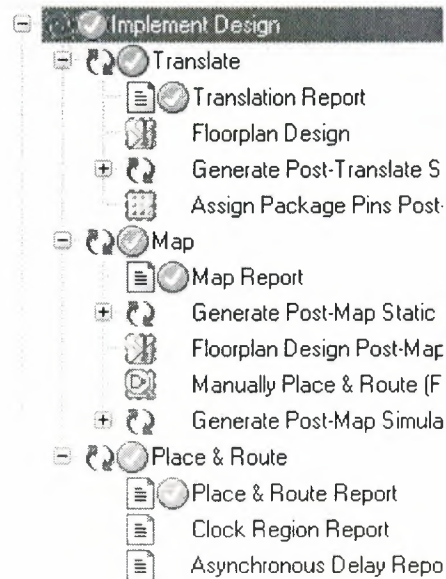 Implement Design
Translate
Translation Report
Floorplan Design
Generate Post-Translate S
Assign Package Pins Post-
Map
Map Report
Generate Post-Map Static
Floorplan Design Post-Map
Manually Place & Route (F
Generate Post-Map Simula
Place & Route
Place & Route Report
Clock Region Report
Asynchronous Delay Repo